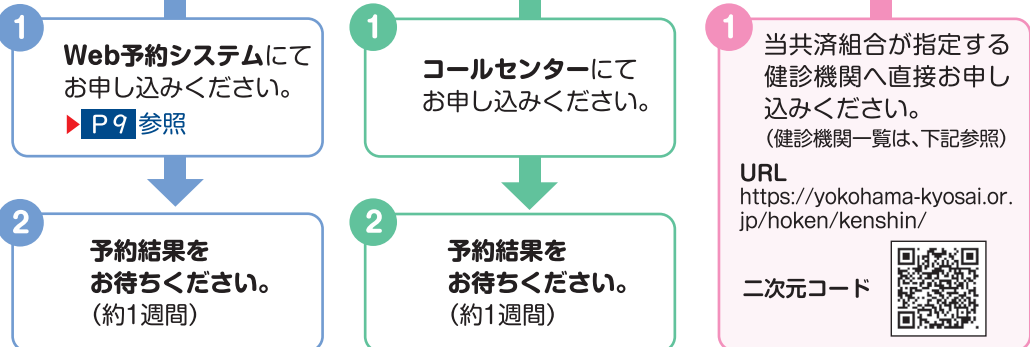 1
Web予約システムにて
お申し込みください。
▶P9参照
2
予約結果を
お待ちください。
（約1週間）
1
コールセンターにて
お申し込みください。
2
予約結果を
お待ちください。
（約1週間）
1
当共済組合が指定する
健診機関へ直接お申し
込みください。
（健診機関一覧は、下記参照）
URL
https://yokohama-kyosai.or.
jp/hoken/kenshin/
二次元コード